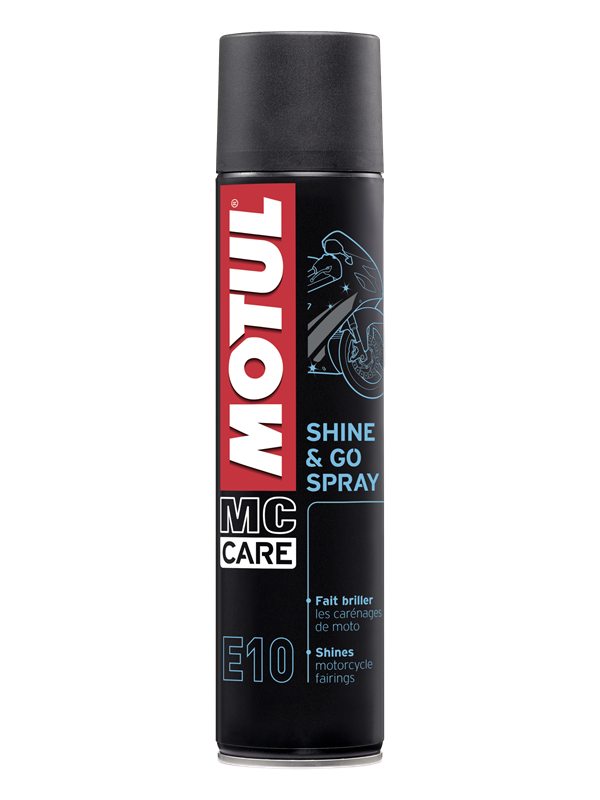 MOTUL®
MC
CARE
E10
SHINE
& GO
SPRAY
• Fait briller
les carénages
de moto
• Shines
motorcycle
fairings